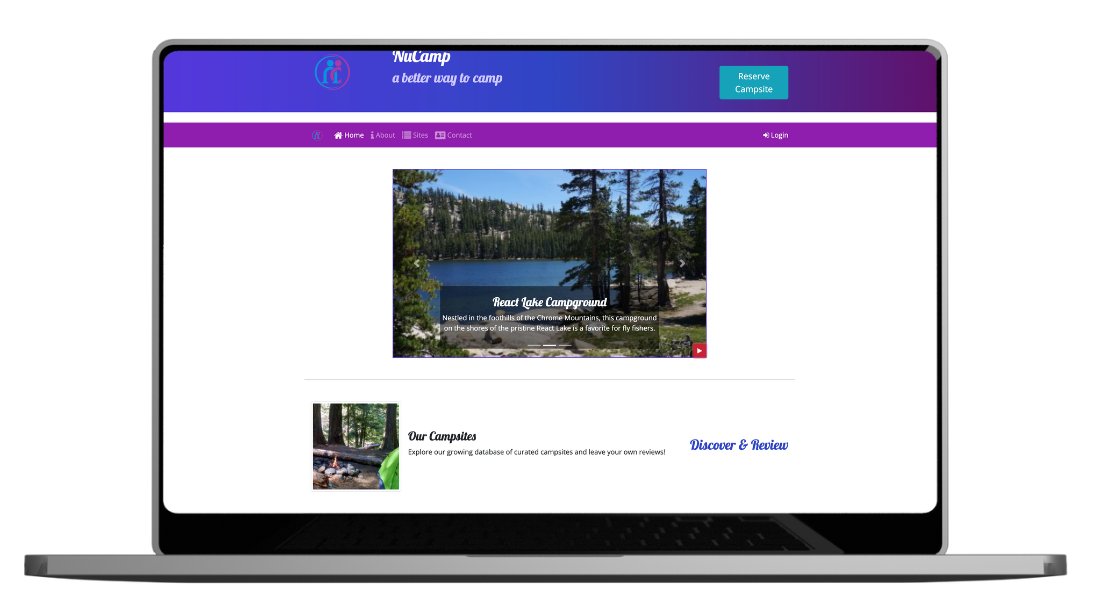 NuCamp
a better way to camp
Reserve
Campsite
Home About Sites Contact
Login
React Lake Campground
Nestled in the foothills of the Chrome Mountains, this campground
on the shores of the pristine React Lake is a favorite for fly fishers.
Our Campsites
Explore our growing database of curated campsites and leave your own reviews!
Discover & Review